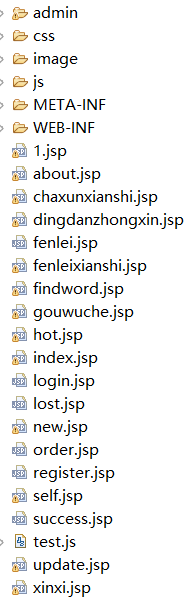 admin
css
image
js
META-INF
WEB-INF
1.jsp
about.jsp
chaxunxianshi.jsp
dingdanzhongxin.jsp
fenlei.jsp
fenleixianshi.jsp
findword.jsp
gouwuche.jsp
hot.jsp
index.jsp
login.jsp
lost.jsp
new.jsp
order.jsp
register.jsp
self.jsp
success.jsp
test.js
update.jsp
xinxi.jsp